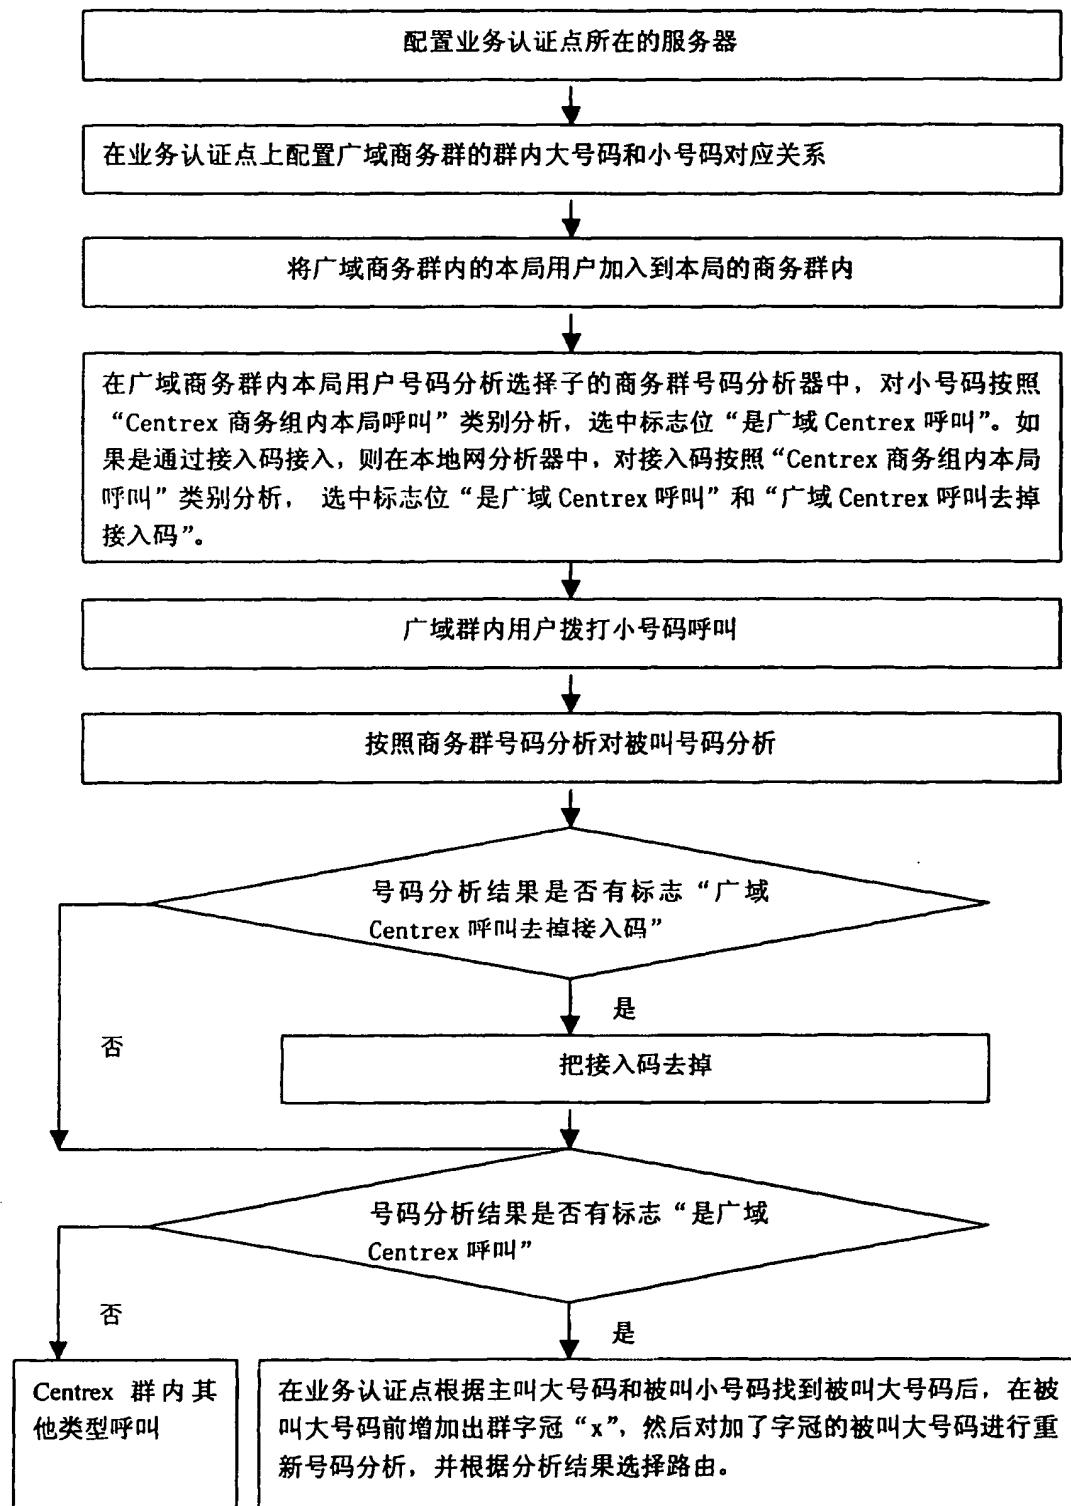 配置业务认证点所在的服务器
在业务认证点上配置广域商务群的群内大号码和小号码对应关系
将广域商务群内的本局用户加入到本局的商务群内
在广域商务群内本局用户号码分析选择子的商务群号码分析器中，对小号码按照
“Centrex 商务组内本局呼叫”类别分析，选中标志位“是广域 Centrex 呼叫”。如
果是通过接入码接入，则在本地网分析器中，对接入码按照“Centrex 商务组内本局
呼叫”类别分析， 选中标志位“是广域 Centrex 呼叫”和“广域 Centrex 呼叫去掉
接入码”。
广域群内用户拨打小号码呼叫
按照商务群号码分析对被叫号码分析
号码分析结果是否有标志“广域
Centrex 呼叫去掉接入码”
是
否
把接入码去掉
号码分析结果是否有标志“是广域
Centrex 呼叫”
否
是
Centrex 群内其
他类型呼叫
在业务认证点根据主叫大号码和被叫小号码找到被叫大号码后，在被
叫大号码前增加出群字冠“x”，然后对加了字冠的被叫大号码进行重
新号码分析，并根据分析结果选择路由。